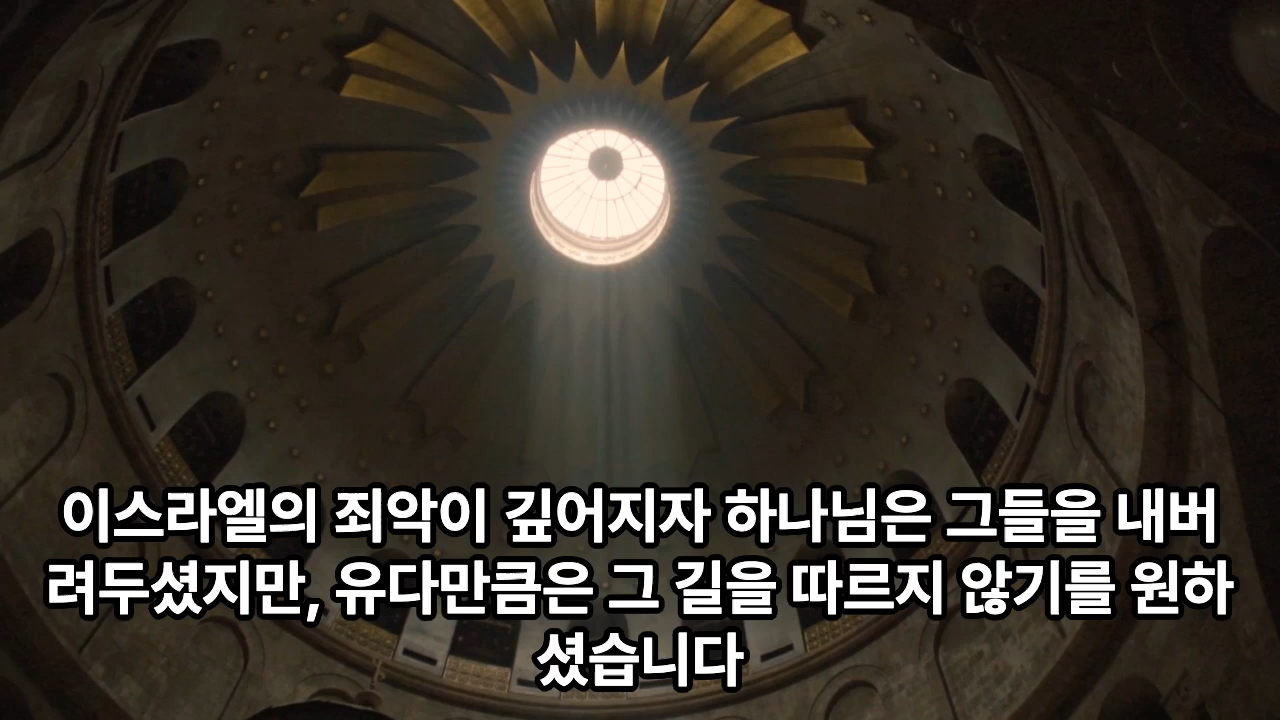 이스라엘의 죄악이 깊어지자 하나님은 그들을 내버
려두셨지만, 유다만큼은 그 길을 따르지 않기를 원하
셨습니다